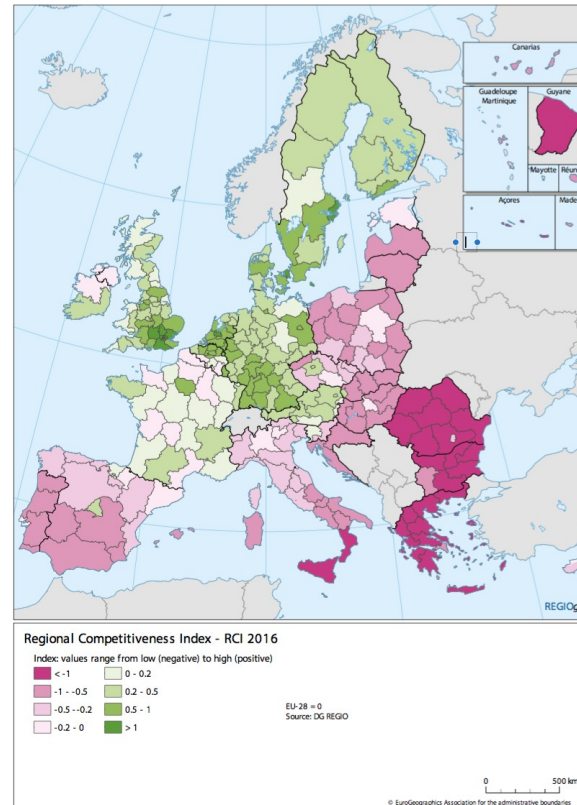 Canarias
Guadeloupe
Martinique
Guyane
Mayotte
Açores
REGIO
Regional Competitiveness Index - RCI 2016
Index: values range from low (negative) to high (positive)
< -1
-1 - -0.5
-0.5 - -0.2
-0.2 - 0
0 - 0.2
0.2 - 0.5
0.5 - 1
> 1
EU-28 = 0
Source: DG REGIO
0
500 km
© EuroGeographics Association for the administrative boundaries